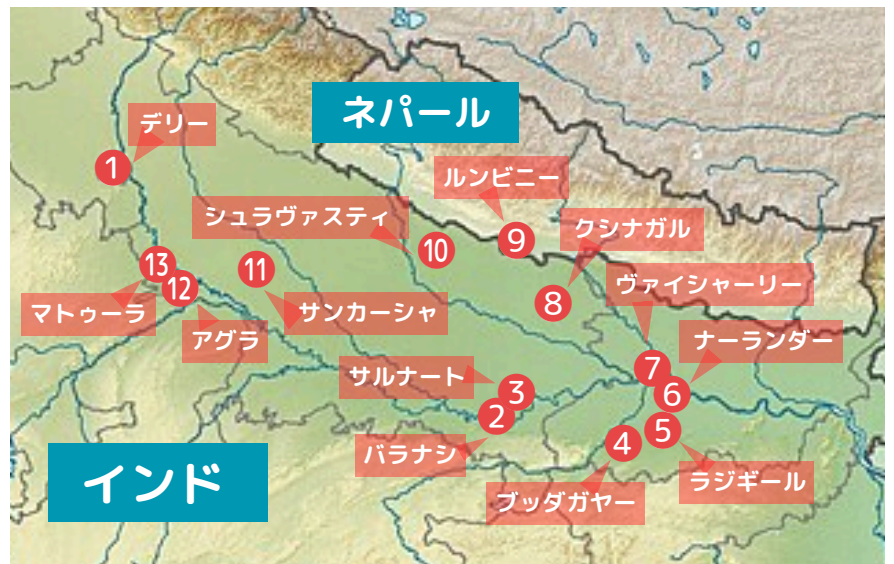 ネパール
デリー
1
ルンビニー
シュラヴァスティ
クシナガル
10
9
13
11
12
8
ヴァイシャーリー
マトゥーラ
サンカーシャ
アグラ
ナーランダー
サルナート
7
3
6
2
5
4
バラナシ
インド
ブッダガヤー
ラジギール